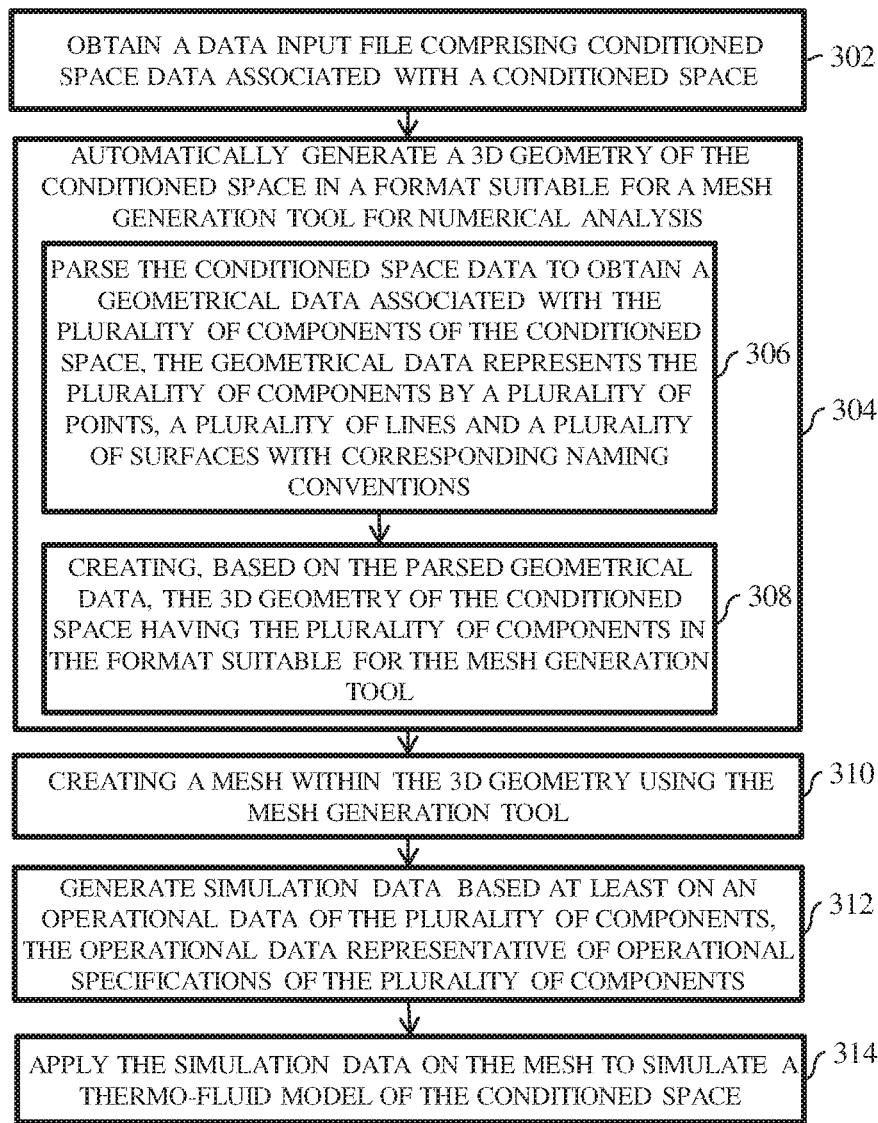 OBTAIN A DATA INPUT FILE COMPRISING CONDITIONED
SPACE DATA ASSOCIATED WITH A CONDITIONED SPACE
302
AUTOMATICALLY GENERATE A 3D GEOMETRY OF THE
CONDITIONED SPACE IN A FORMAT SUITABLE FOR A MESH
GENERATION TOOL FOR NUMERICAL ANALYSIS
304
PARSE THE CONDITIONED SPACE DATA TO OBTAIN A
GEOMETRICAL DATA ASSOCIATED WITH THE
PLURALITY OF COMPONENTS OF THE CONDITIONED
SPACE, THE GEOMETRICAL DATA REPRESENTS THE
PLURALITY OF COMPONENTS BY A PLURALITY OF
POINTS, A PLURALITY OF LINES AND A PLURALITY
OF SURFACES WITH CORRESPONDING NAMING
CONVENTIONS
306
CREATING, BASED ON THE PARSED GEOMETRICAL
DATA, THE 3D GEOMETRY OF THE CONDITIONED
SPACE HAVING THE PLURALITY OF COMPONENTS IN
THE FORMAT SUITABLE FOR THE MESH GENERATION
TOOL
308
CREATING A MESH WITHIN THE 3D GEOMETRY USING THE
MESH GENERATION TOOL
310
GENERATE SIMULATION DATA BASED AT LEAST ON AN
OPERATIONAL DATA OF THE PLURALITY OF COMPONENTS,
THE OPERATIONAL DATA REPRESENTATIVE OF OPERATIONAL
SPECIFICATIONS OF THE PLURALITY OF COMPONENTS
312
APPLY THE SIMULATION DATA ON THE MESH TO SIMULATE A
THERMO-FLUID MODEL OF THE CONDITIONED SPACE
314